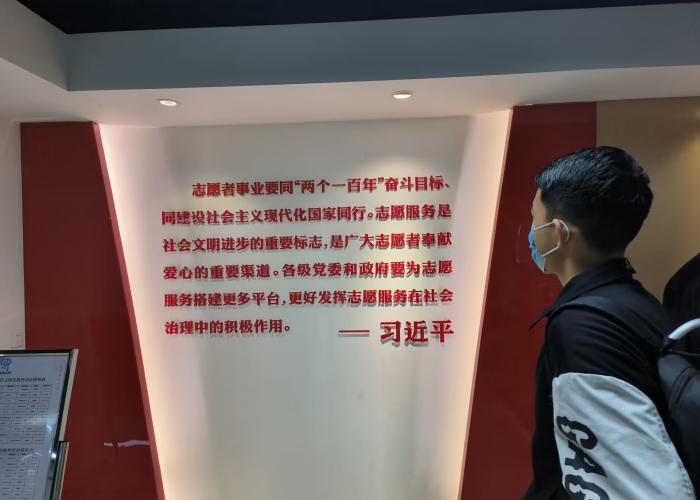 志愿者事业要同“两个一百年”奋斗目标、
同建设社会主义现代化国家同行。志愿服务是
社会文明进步的重要标志，是广大志愿者奉献
爱心的重要渠道。各级党委和政府要为志愿
服务搭建更多平台，更好发挥志愿服务在社会
治理中的积极作用。
—— 习近平